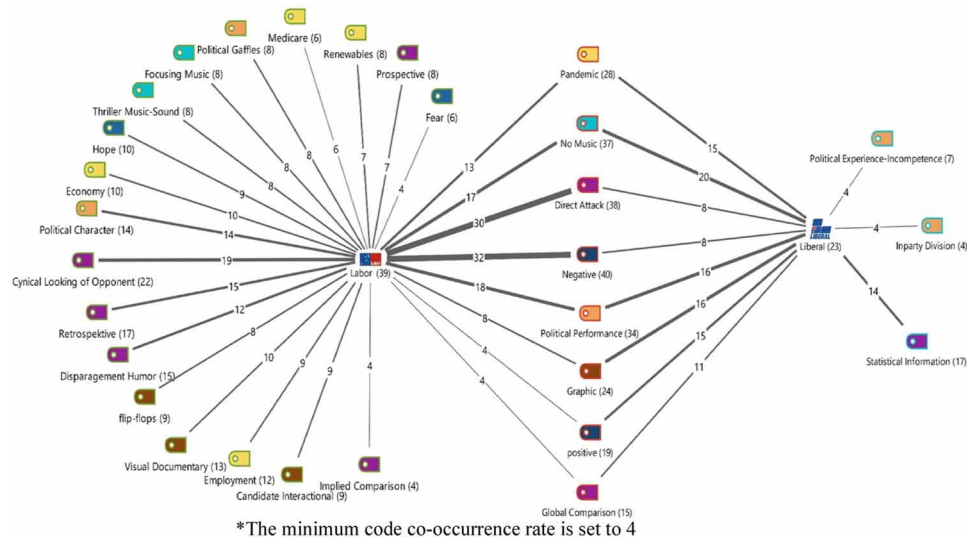 Medicare (6)
Political Gaffles (8)
Renewables (8)
Focusing Music (8)
Prospective (8)
Thriller Music-Sound (8)
Fear (6)
Hope (10)
Economy (10)
Political Character (14)
Cynical Looking of Opponent (22)
Retrospektive (17)
Disparagement Humor (15)
flip-flops (9)
Visual Documentary (13)
Employment (12)
Candidate Interactional (9)
Implied Comparison (4)
8
8
6
7
7
4
8
8
9
10
14
19
15
12
8
10
9
9
4
Labor (39)
13
17
30
32
18
8
4
4
Pandemic (28)
No Music (37)
Direct Attack (38)
Negative (40)
Political Performance (34)
Graphic (24)
positive (19)
Global Comparison (15)
15
20
8
8
16
16
15
11
LIBERAL
Liberal (23)
4
4
14
Political Experience-Incompetence (7)
Inparty Division (4)
Statistical Information (17)
*The minimum code co-occurrence rate is set to 4